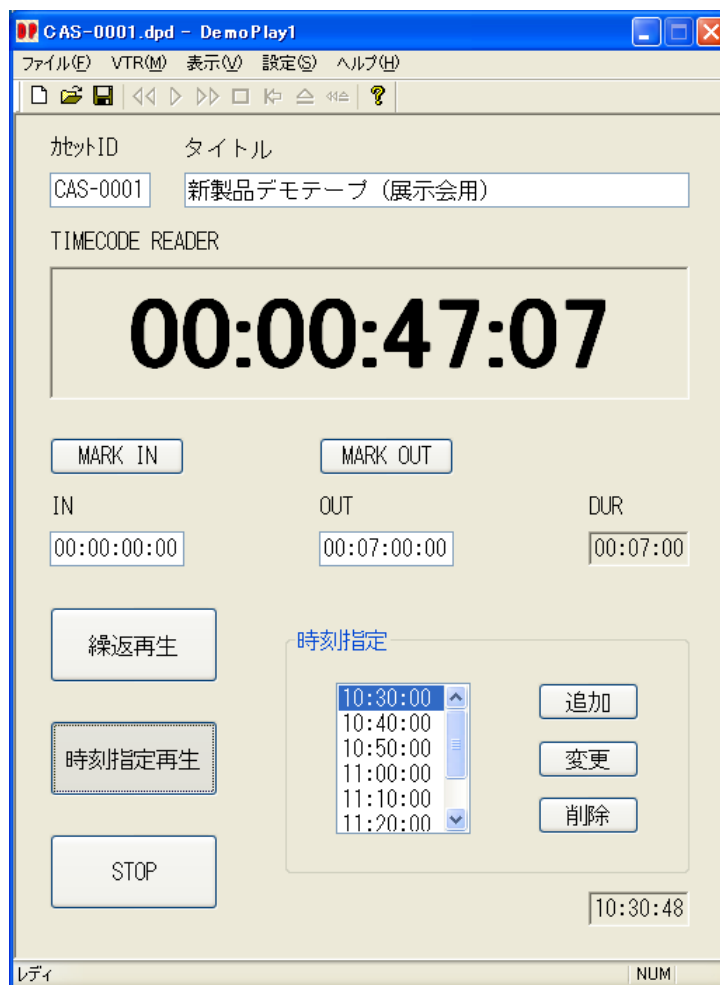 CAS-0001.dpd - DemoPlay1
ファイル(F) VTR(M) 表示(V) 設定(S) ヘルプ(H)
カセットID タイトル
CAS-0001 新製品デモテープ（展示会用）
TIMECODE READER
00:00:47:07
MARK IN MARK OUT
IN OUT DUR
00:00:00:00 00:07:00:00 00:07:00
繰返再生
時刻指定
10:30:00 追加
10:40:00
10:50:00 変更
時刻指定再生
11:00:00
11:10:00 削除
11:20:00
STOP
10:30:48
レディ NUM